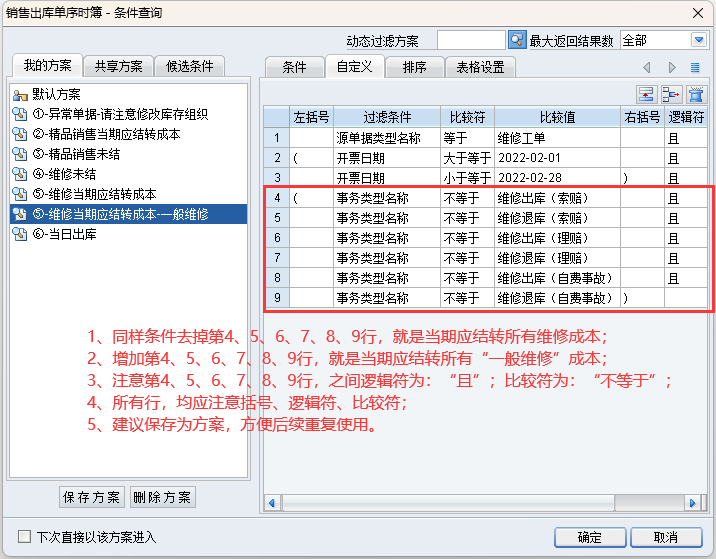 销售出库单序时簿 - 条件查询
动态过滤方案 最大返回结果数 全部
我的方案 共享方案 候选条件
条件 自定义 排序 表格设置
默认方案
①-异常单据-请注意修改库存组织
②-精品销售当期应结转成本
③-精品销售未结
④-维修未结
⑤-维修当期应结转成本
⑤-维修当期应结转成本-一般维修
⑥-当日出库
左括号 过滤条件 比较符 比较值 右括号 逻辑符
1 源单据类型名称 等于 维修工单 且
2 ( 开票日期 大于等于 2022-02-01 且
3 开票日期 小于等于 2022-02-28 ) 且
4 ( 事务类型名称 不等于 维修出库（索赔） 且
5 事务类型名称 不等于 维修退库（索赔） 且
6 事务类型名称 不等于 维修出库（理赔） 且
7 事务类型名称 不等于 维修退库（理赔） 且
8 事务类型名称 不等于 维修出库（自费事故） 且
9 事务类型名称 不等于 维修退库（自费事故） )
1、同样条件去掉第4、5、6、7、8、9行，就是当期应结转所有维修成本；
2、增加第4、5、6、7、8、9行，就是当期应结转所有“一般维修”成本；
3、注意第4、5、6、7、8、9行，之间逻辑符为：“且”；比较符为：“不等于”；
4、所有行，均应注意括号、逻辑符、比较符；
5、建议保存为方案，方便后续重复使用。
保存方案 删除方案
下次直接以该方案进入
确定 取消